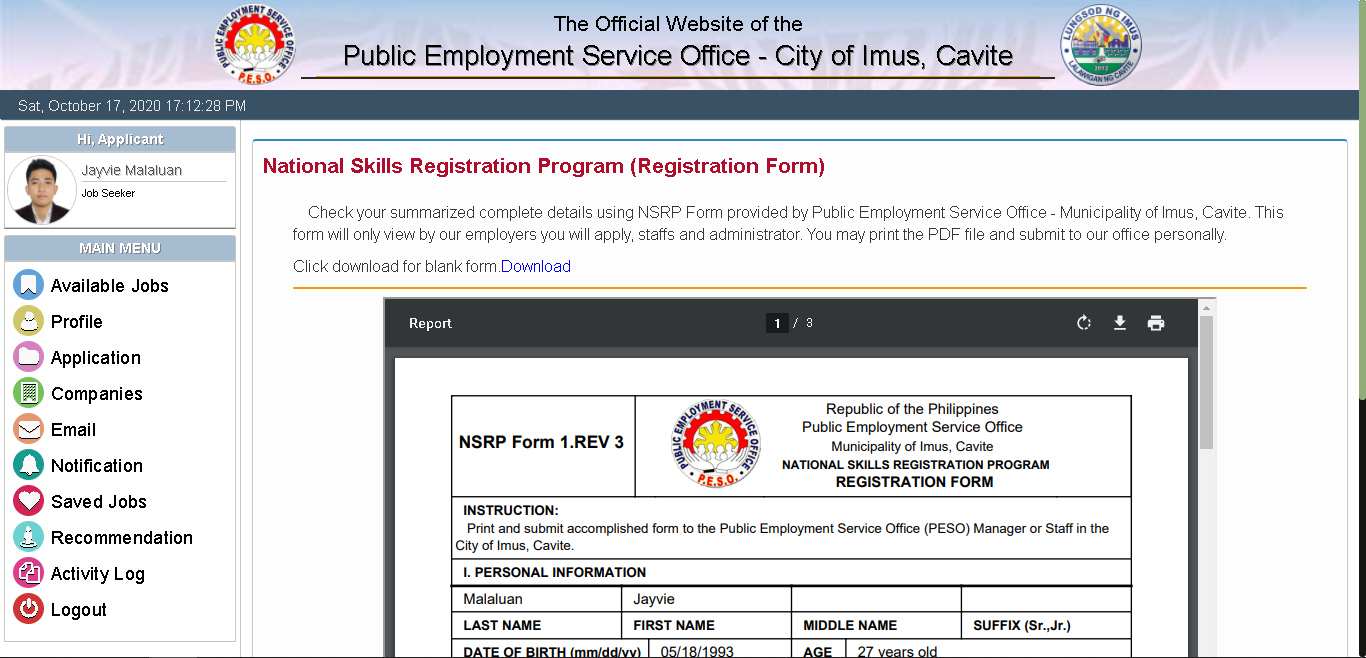 The Official Website of the
Public Employment Service Office - City of Imus, Cavite
PUBLIC EMPLOYMENT SERVICE OFFICE
P.E.S.O.
LUNGSOD NG IMUS
LALAWIGAN NG CAVITE
2012
Sat, October 17, 2020 17:12:28 PM
Hi, Applicant
Jayvie Malaluan
Job Seeker
MAIN MENU
Available Jobs
Profile
Application
Companies
Email
Notification
Saved Jobs
Recommendation
Activity Log
Logout
National Skills Registration Program (Registration Form)
Check your summarized complete details using NSRP Form provided by Public Employment Service Office - Municipality of Imus, Cavite. This
form will only view by our employers you will apply, staffs and administrator. You may print the PDF file and submit to our office personally.
Click download for blank form.Download
Report
1 / 3
NSRP Form 1.REV 3
PUBLIC EMPLOYMENT SERVICE OFFICE
P.E.S.O.
Republic of the Philippines
Public Employment Service Office
Municipality of Imus, Cavite
NATIONAL SKILLS REGISTRATION PROGRAM
REGISTRATION FORM
INSTRUCTION:
Print and submit accomplished form to the Public Employment Service Office (PESO) Manager or Staff in the
City of Imus, Cavite.
I. PERSONAL INFORMATION
Malaluan Jayvie
LAST NAME FIRST NAME MIDDLE NAME SUFFIX (Sr.,Jr.)
DATE OF BIRTH (mm/dd/yy) 05/18/1993 AGE 27 years old